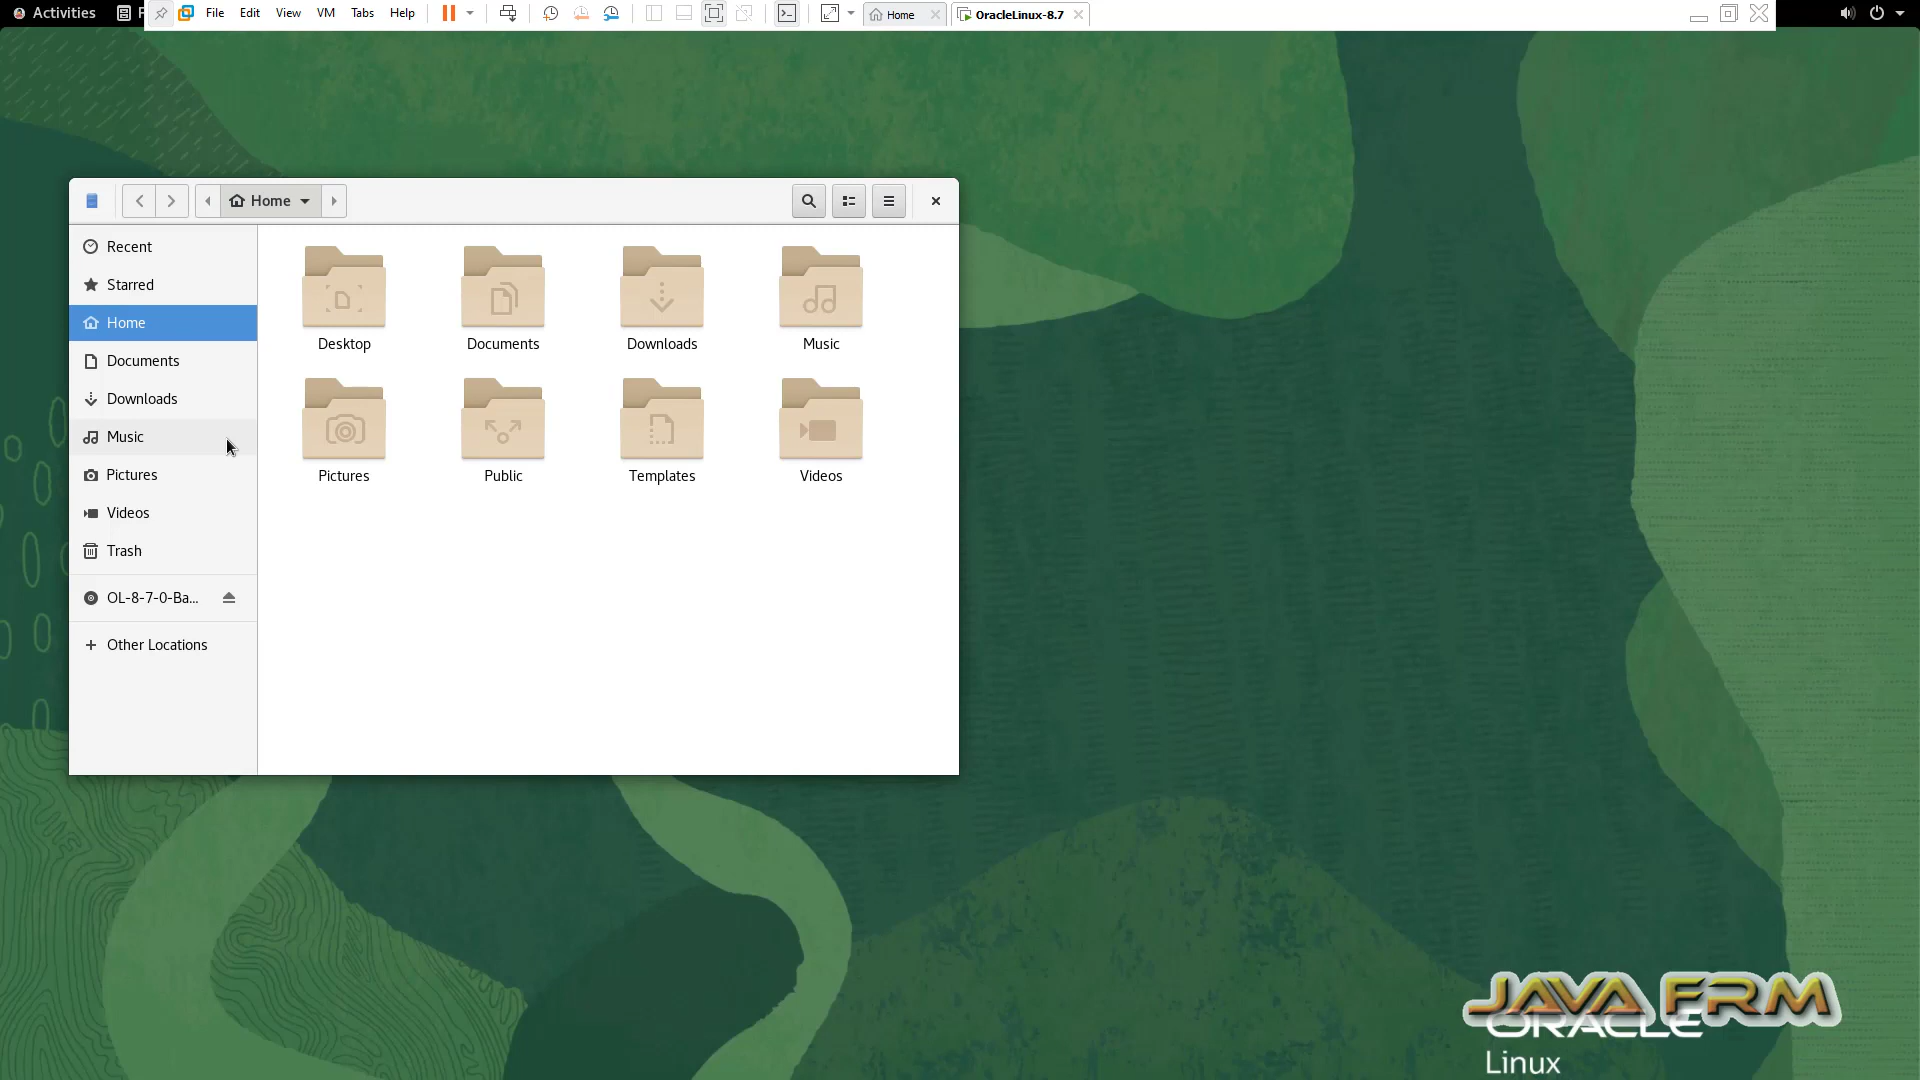 Activities
File Edit View VM Tabs Help
Home
OracleLinux-8.7
Home
Recent
Starred
Home
Documents
Downloads
Music
Pictures
Videos
Trash
OL-8-7-0-Ba...
Other Locations
Desktop Documents Downloads Music
Pictures Public Templates Videos
JAVA FRM
ORACLE
Linux